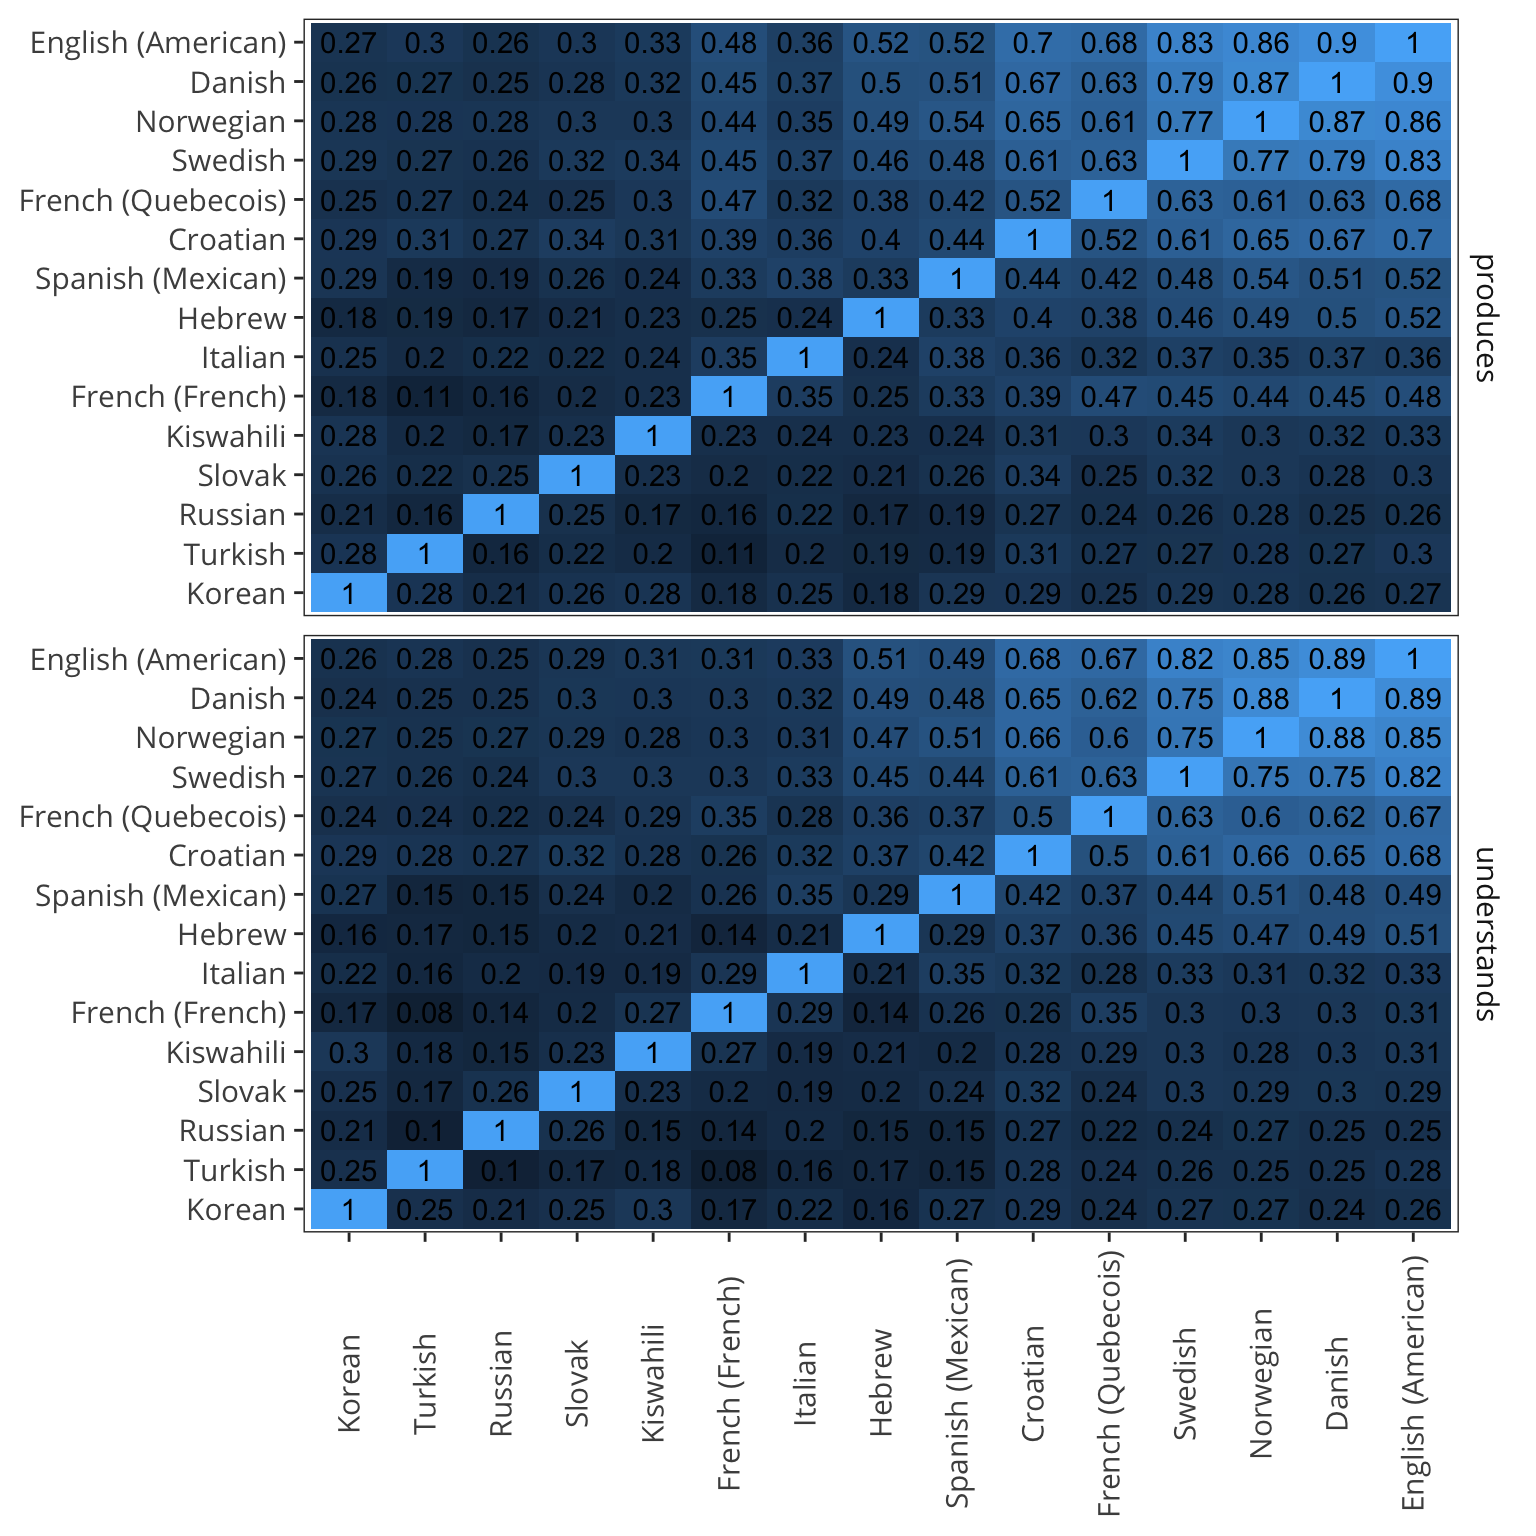 English (American) 0.27 0.3 0.26 0.3 0.33 0.48 0.36 0.52 0.52 0.7 0.68 0.83 0.86 0.9 1
Danish 0.26 0.27 0.25 0.28 0.32 0.45 0.37 0.5 0.51 0.67 0.63 0.79 0.87 1 0.9
Norwegian 0.28 0.28 0.28 0.3 0.3 0.44 0.35 0.49 0.54 0.65 0.61 0.77 1 0.87 0.86
Swedish 0.29 0.27 0.26 0.32 0.34 0.45 0.37 0.46 0.48 0.61 0.63 1 0.77 0.79 0.83
French (Quebecois) 0.25 0.27 0.24 0.25 0.3 0.47 0.32 0.38 0.42 0.52 1 0.63 0.61 0.63 0.68
Croatian 0.29 0.31 0.27 0.34 0.31 0.39 0.36 0.4 0.44 1 0.52 0.61 0.65 0.67 0.7
Spanish (Mexican) 0.29 0.19 0.19 0.26 0.24 0.33 0.38 0.33 1 0.44 0.42 0.48 0.54 0.51 0.52
Hebrew 0.18 0.19 0.17 0.21 0.23 0.25 0.24 1 0.33 0.4 0.38 0.46 0.49 0.5 0.52
Italian 0.25 0.2 0.22 0.22 0.24 0.35 1 0.24 0.38 0.36 0.32 0.37 0.35 0.37 0.36
French (French) 0.18 0.11 0.16 0.2 0.23 1 0.35 0.25 0.33 0.39 0.47 0.45 0.44 0.45 0.48
Kiswahili 0.28 0.2 0.17 0.23 1 0.23 0.24 0.23 0.24 0.31 0.3 0.34 0.3 0.32 0.33
Slovak 0.26 0.22 0.25 1 0.23 0.2 0.22 0.21 0.26 0.34 0.25 0.32 0.3 0.28 0.3
Russian 0.21 0.16 1 0.25 0.17 0.16 0.22 0.17 0.19 0.27 0.24 0.26 0.28 0.25 0.26
Turkish 0.28 1 0.16 0.22 0.2 0.11 0.2 0.19 0.19 0.31 0.27 0.27 0.28 0.27 0.3
Korean 1 0.28 0.21 0.26 0.28 0.18 0.25 0.18 0.29 0.29 0.25 0.29 0.28 0.26 0.27
produces
English (American) 0.26 0.28 0.25 0.29 0.31 0.31 0.33 0.51 0.49 0.68 0.67 0.82 0.85 0.89 1
Danish 0.24 0.25 0.25 0.3 0.3 0.3 0.32 0.49 0.48 0.65 0.62 0.75 0.88 1 0.89
Norwegian 0.27 0.25 0.27 0.29 0.28 0.3 0.31 0.47 0.51 0.66 0.6 0.75 1 0.88 0.85
Swedish 0.27 0.26 0.24 0.3 0.3 0.3 0.33 0.45 0.44 0.61 0.63 1 0.75 0.75 0.82
French (Quebecois) 0.24 0.24 0.22 0.24 0.29 0.35 0.28 0.36 0.37 0.5 1 0.63 0.6 0.62 0.67
Croatian 0.29 0.28 0.27 0.32 0.28 0.26 0.32 0.37 0.42 1 0.5 0.61 0.66 0.65 0.68
Spanish (Mexican) 0.27 0.15 0.15 0.24 0.2 0.26 0.35 0.29 1 0.42 0.37 0.44 0.51 0.48 0.49
Hebrew 0.16 0.17 0.15 0.2 0.21 0.14 0.21 1 0.29 0.37 0.36 0.45 0.47 0.49 0.51
Italian 0.22 0.16 0.2 0.19 0.19 0.29 1 0.21 0.35 0.32 0.28 0.33 0.31 0.32 0.33
French (French) 0.17 0.08 0.14 0.2 0.27 1 0.29 0.14 0.26 0.26 0.35 0.3 0.3 0.3 0.31
Kiswahili 0.3 0.18 0.15 0.23 1 0.27 0.19 0.21 0.2 0.28 0.29 0.3 0.28 0.3 0.31
Slovak 0.25 0.17 0.26 1 0.23 0.2 0.19 0.2 0.24 0.32 0.24 0.3 0.29 0.3 0.29
Russian 0.21 0.1 1 0.26 0.15 0.14 0.2 0.15 0.15 0.27 0.22 0.24 0.27 0.25 0.25
Turkish 0.25 1 0.1 0.17 0.18 0.08 0.16 0.17 0.15 0.28 0.24 0.26 0.25 0.25 0.28
Korean 1 0.25 0.21 0.25 0.3 0.17 0.22 0.16 0.27 0.29 0.24 0.27 0.27 0.24 0.26
understands
Korean
Turkish
Russian
Slovak
Kiswahili
French (French)
Italian
Hebrew
Spanish (Mexican)
Croatian
French (Quebecois)
Swedish
Norwegian
Danish
English (American)